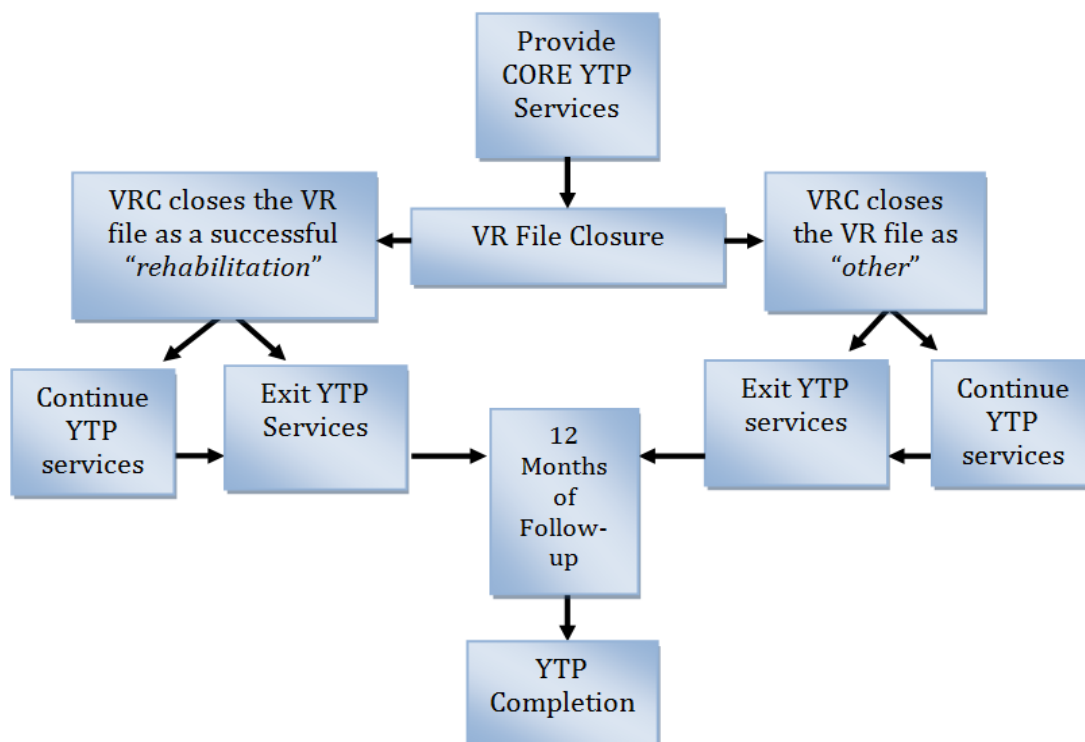 Provide
CORE YTP
Services
VRC closes the VR
file as a successful
“rehabilitation”
VR File Closure
VRC closes
the VR file as
“other”
Continue
YTP
services
Exit YTP
Services
12
Months
of
Follow-
up
Exit YTP
services
Continue
YTP
services
YTP
Completion